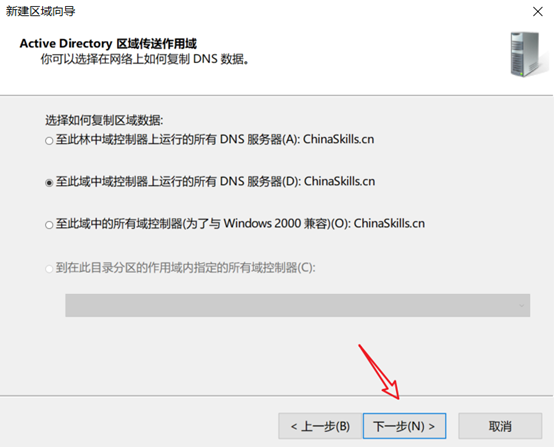 新建区域向导
Active Directory 区域传送作用域
你可以选择在网络上如何复制 DNS 数据。
选择如何复制区域数据:
至此林中域控制器上运行的所有 DNS 服务器(A): ChinaSkills.cn
至此域中域控制器上运行的所有 DNS 服务器(D): ChinaSkills.cn
至此域中的所有域控制器(为了与 Windows 2000 兼容)(O): ChinaSkills.cn
到在此目录分区的作用域内指定的所有域控制器(C):
< 上一步(B) 下一步(N) > 取消